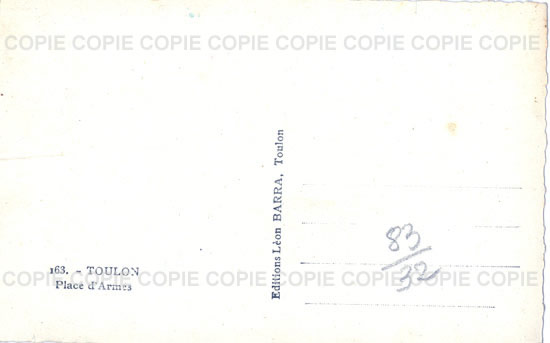 COPIE COPIE COPIE COPIE COPIE COPIE COPIE COPIE
163. - TOULON
Place d'Armes
Editions Léon BARRA, Toulon
83
32
COPIE COPIE COPIE COPIE COPIE COPIE COPIE COPIE